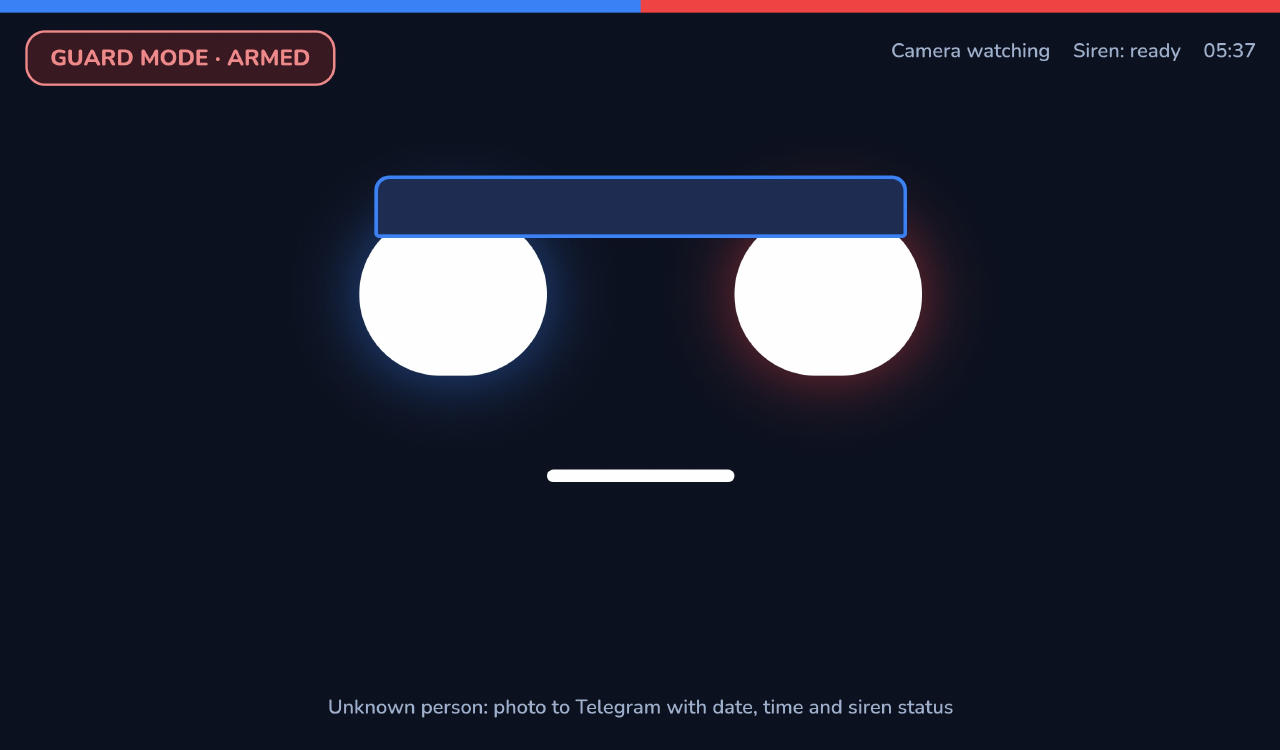 GUARD MODE · ARMED
Camera watching Siren: ready 05:37
Unknown person: photo to Telegram with date, time and siren status